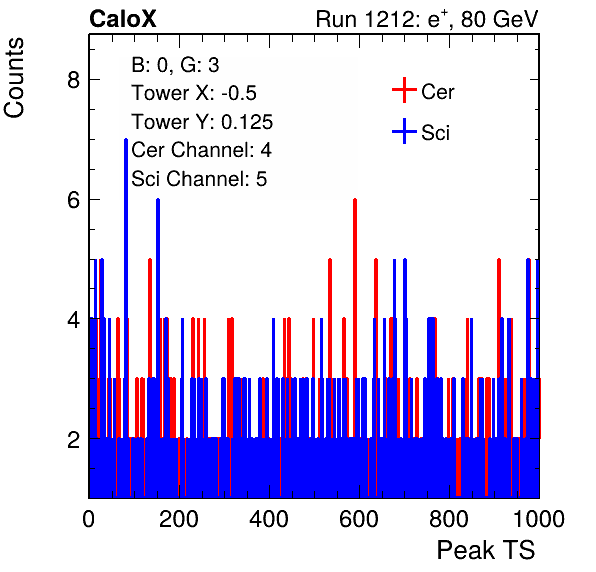 CaloX Run 1212: e⁺, 80 GeV
Counts
B: 0, G: 3
Tower X: -0.5
Tower Y: 0.125
Cer Channel: 4
Sci Channel: 5
Cer
Sci
8
6
4
2
0 200 400 600 800 1000
Peak TS